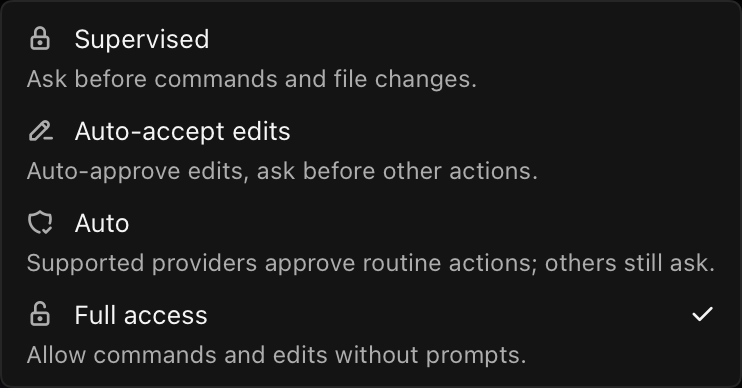 Supervised
Ask before commands and file changes.
Auto-accept edits
Auto-approve edits, ask before other actions.
Auto
Supported providers approve routine actions; others still ask.
Full access
Allow commands and edits without prompts.